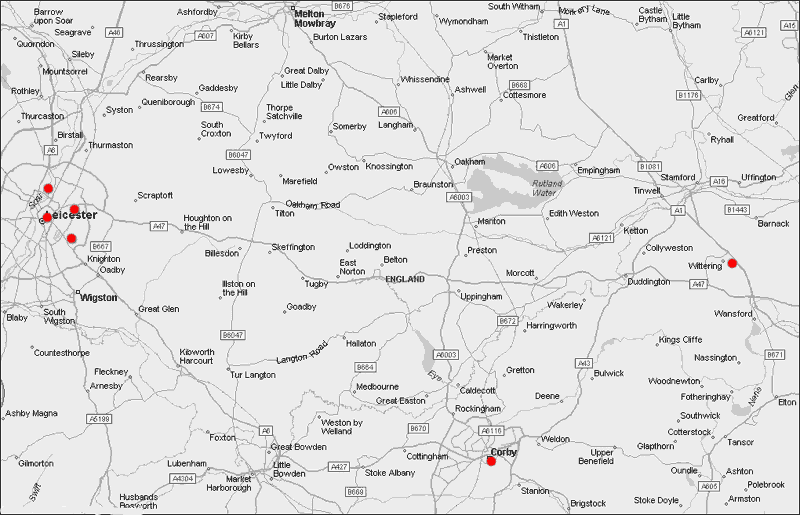 Barrow
upon Soar
Ashfordby
B676
Melton
Mowbray
Stapleford
South Witham
Wymondham
Castle
Bytham
Little
Bytham
Seagrave
A46
A607
Kirby
Bellars
Burton Lazars
A1
Thistleton
A6121
A15
Quorndon
Sileby
Thrussington
Market
Overton
Mountsorrel
Rearsby
Great Dalby
Little Dalby
Whissendine
Ashwell
B668
Cottesmore
Carlby
B1176
Glen
Rothley
Gaddesby
Queniborough
B674
Thorpe
Satchville
A606
Langham
Greatford
Thurcaston
Syston
South
Croxton
Twyford
Somerby
Ryhall
Birstall
A6
Thurmaston
B6047
Lowesby
Owston
Knossington
Oakham
A606
Empingham
B1081
Stamford
A16
Uffington
Marefield
Braunston
Rutland
Water
Tinwell
Soar
Scraptoft
Oakham Road
Tilton
A6003
A1
B1443
Leicester
A47
Houghton on
the Hill
Manton
Edith Weston
Barnack
Ketton
A6121
B667
Billesdon
Skeffington
Loddington
Preston
Collyweston
Knighton
Oadby
East
Norton
Belton
Wittering
Illston on
the Hill
Tugby
ENGLAND
Morcott
Duddington
A47
Wigston
Goadby
Uppingham
Wakerley
Great Glen
Wansford
Blaby
South
Wigston
B6047
B672
Harringworth
Hallaton
Kings Cliffe
Countesthorpe
Kibworth
Harcourt
Langton Road
A6003
B671
A43
Nassington
Fleckney
Tur Langton
B664
Eye
Gretton
Bulwick
Woodnewton
Arnesby
Medbourne
Caldecott
Fotheringhay
Nene
Great Easton
Deene
Elton
Ashby Magna
A5199
Rockingham
Southwick
Weston by
Welland
B670
A6116
Cotterstock
Foxton
A6
Weldon
Glapthorn
Tansor
Great Bowden
Corby
Upper
Benefield
Gilmorton
Lubenham
Cottingham
A427
Little
Bowden
Stoke Albany
Oundle
Ashton
A4304
Market
Harborough
A605
Polebrook
Swift
Husbands
Bosworth
B669
Stanion
Brigstock
Stoke Doyle
Armston